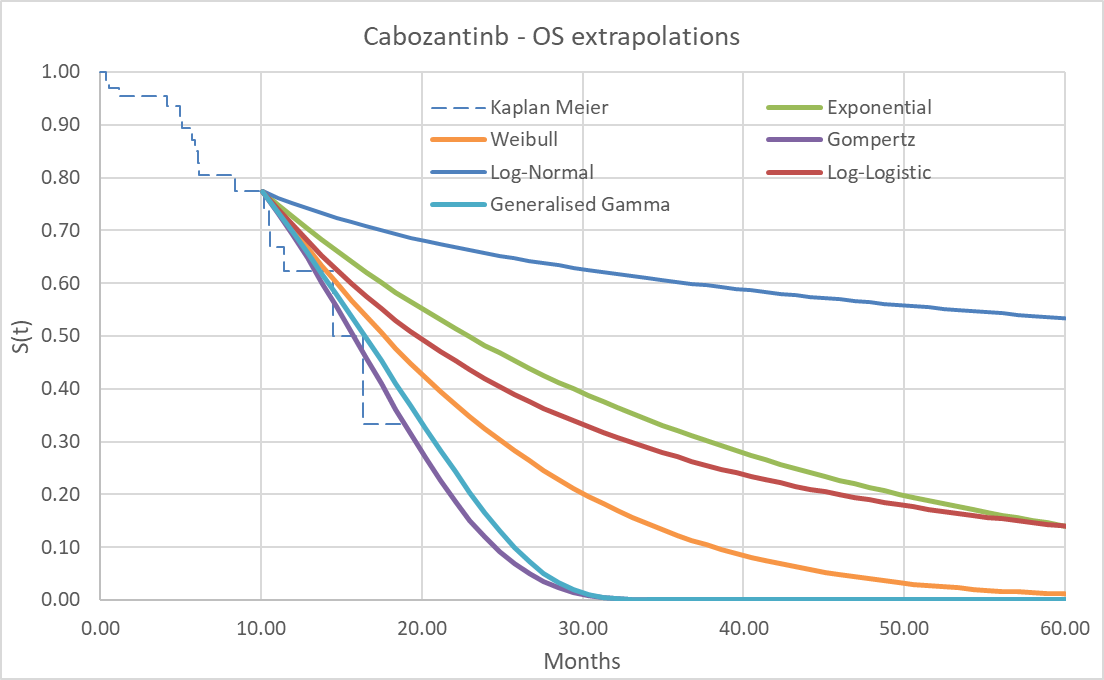 Cabozantinb - OS extrapolations
1.00
0.90
0.80
0.70
0.60
0.50
0.40
0.30
0.20
0.10
0.00
S(t)
Kaplan Meier
Exponential
Weibull
Gompertz
Log-Normal
Log-Logistic
Generalised Gamma
0.00 10.00 20.00 30.00 40.00 50.00 60.00
Months